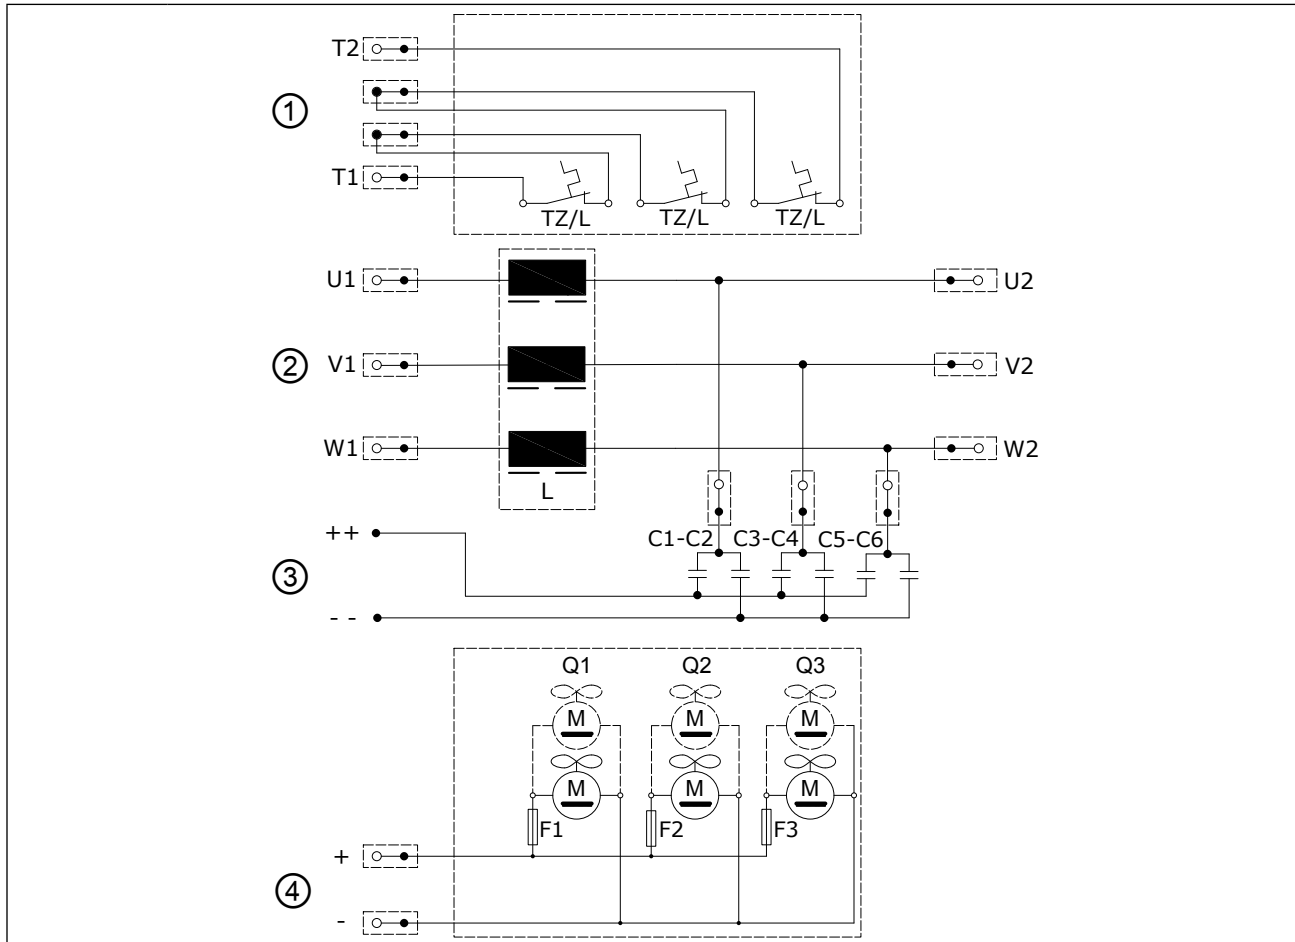 T2
1
T1
TZ/L TZ/L TZ/L
U1 U2
2 V1 V2
W1 W2
L
++ C1-C2 C3-C4 C5-C6
3
- -
Q1 Q2 Q3
M M M
M M M
F1 F2 F3
+
4
-